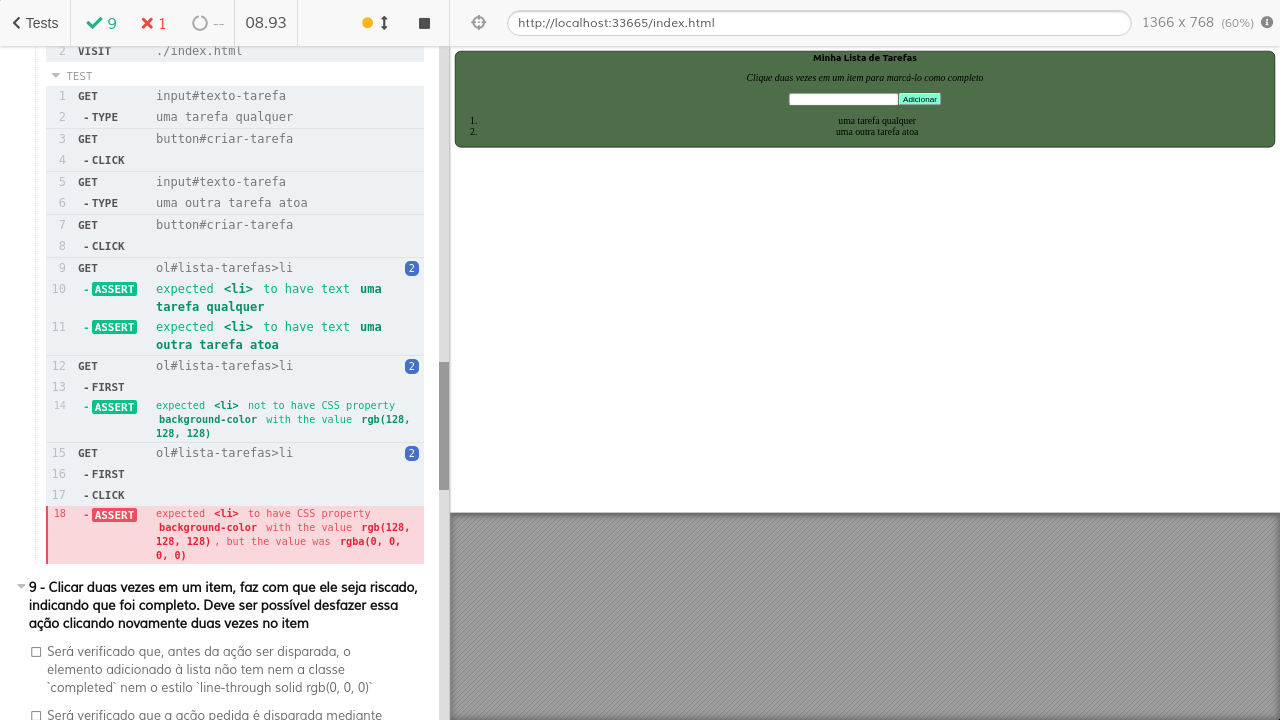 Tests 9 1 -- 08.93 http://localhost:33665/index.html 1366 x 768 (60%)
2 VISIT ./index.html
TEST
1 GET input#texto-tarefa
2 - TYPE uma tarefa qualquer
3 GET button#criar-tarefa
4 - CLICK
5 GET input#texto-tarefa
6 - TYPE uma outra tarefa atoa
7 GET button#criar-tarefa
8 - CLICK
9 GET ol#lista-tarefas>li 2
10 - ASSERT expected <li> to have text uma
tarefa qualquer
11 - ASSERT expected <li> to have text uma
outra tarefa atoa
12 GET ol#lista-tarefas>li 2
13 - FIRST
14 - ASSERT expected <li> not to have CSS property
background-color with the value rgb(128,
128, 128)
15 GET ol#lista-tarefas>li 2
16 - FIRST
17 - CLICK
18 - ASSERT expected <li> to have CSS property
background-color with the value rgb(128,
128, 128) , but the value was rgba(0, 0,
0, 0)
9 - Clicar duas vezes em um item, faz com que ele seja riscado,
indicando que foi completo. Deve ser possível desfazer essa
ação clicando novamente duas vezes no item
Será verificado que, antes da ação ser disparada, o
elemento adicionado à lista não tem nem a classe
`completed` nem o estilo `line-through solid rgb(0, 0, 0)`
Será verificado que a ação pedida é disparada mediante
Minha Lista de Tarefas
Clique duas vezes em um item para marcá-lo como completo
Adicionar
1. uma tarefa qualquer
2. uma outra tarefa atoa